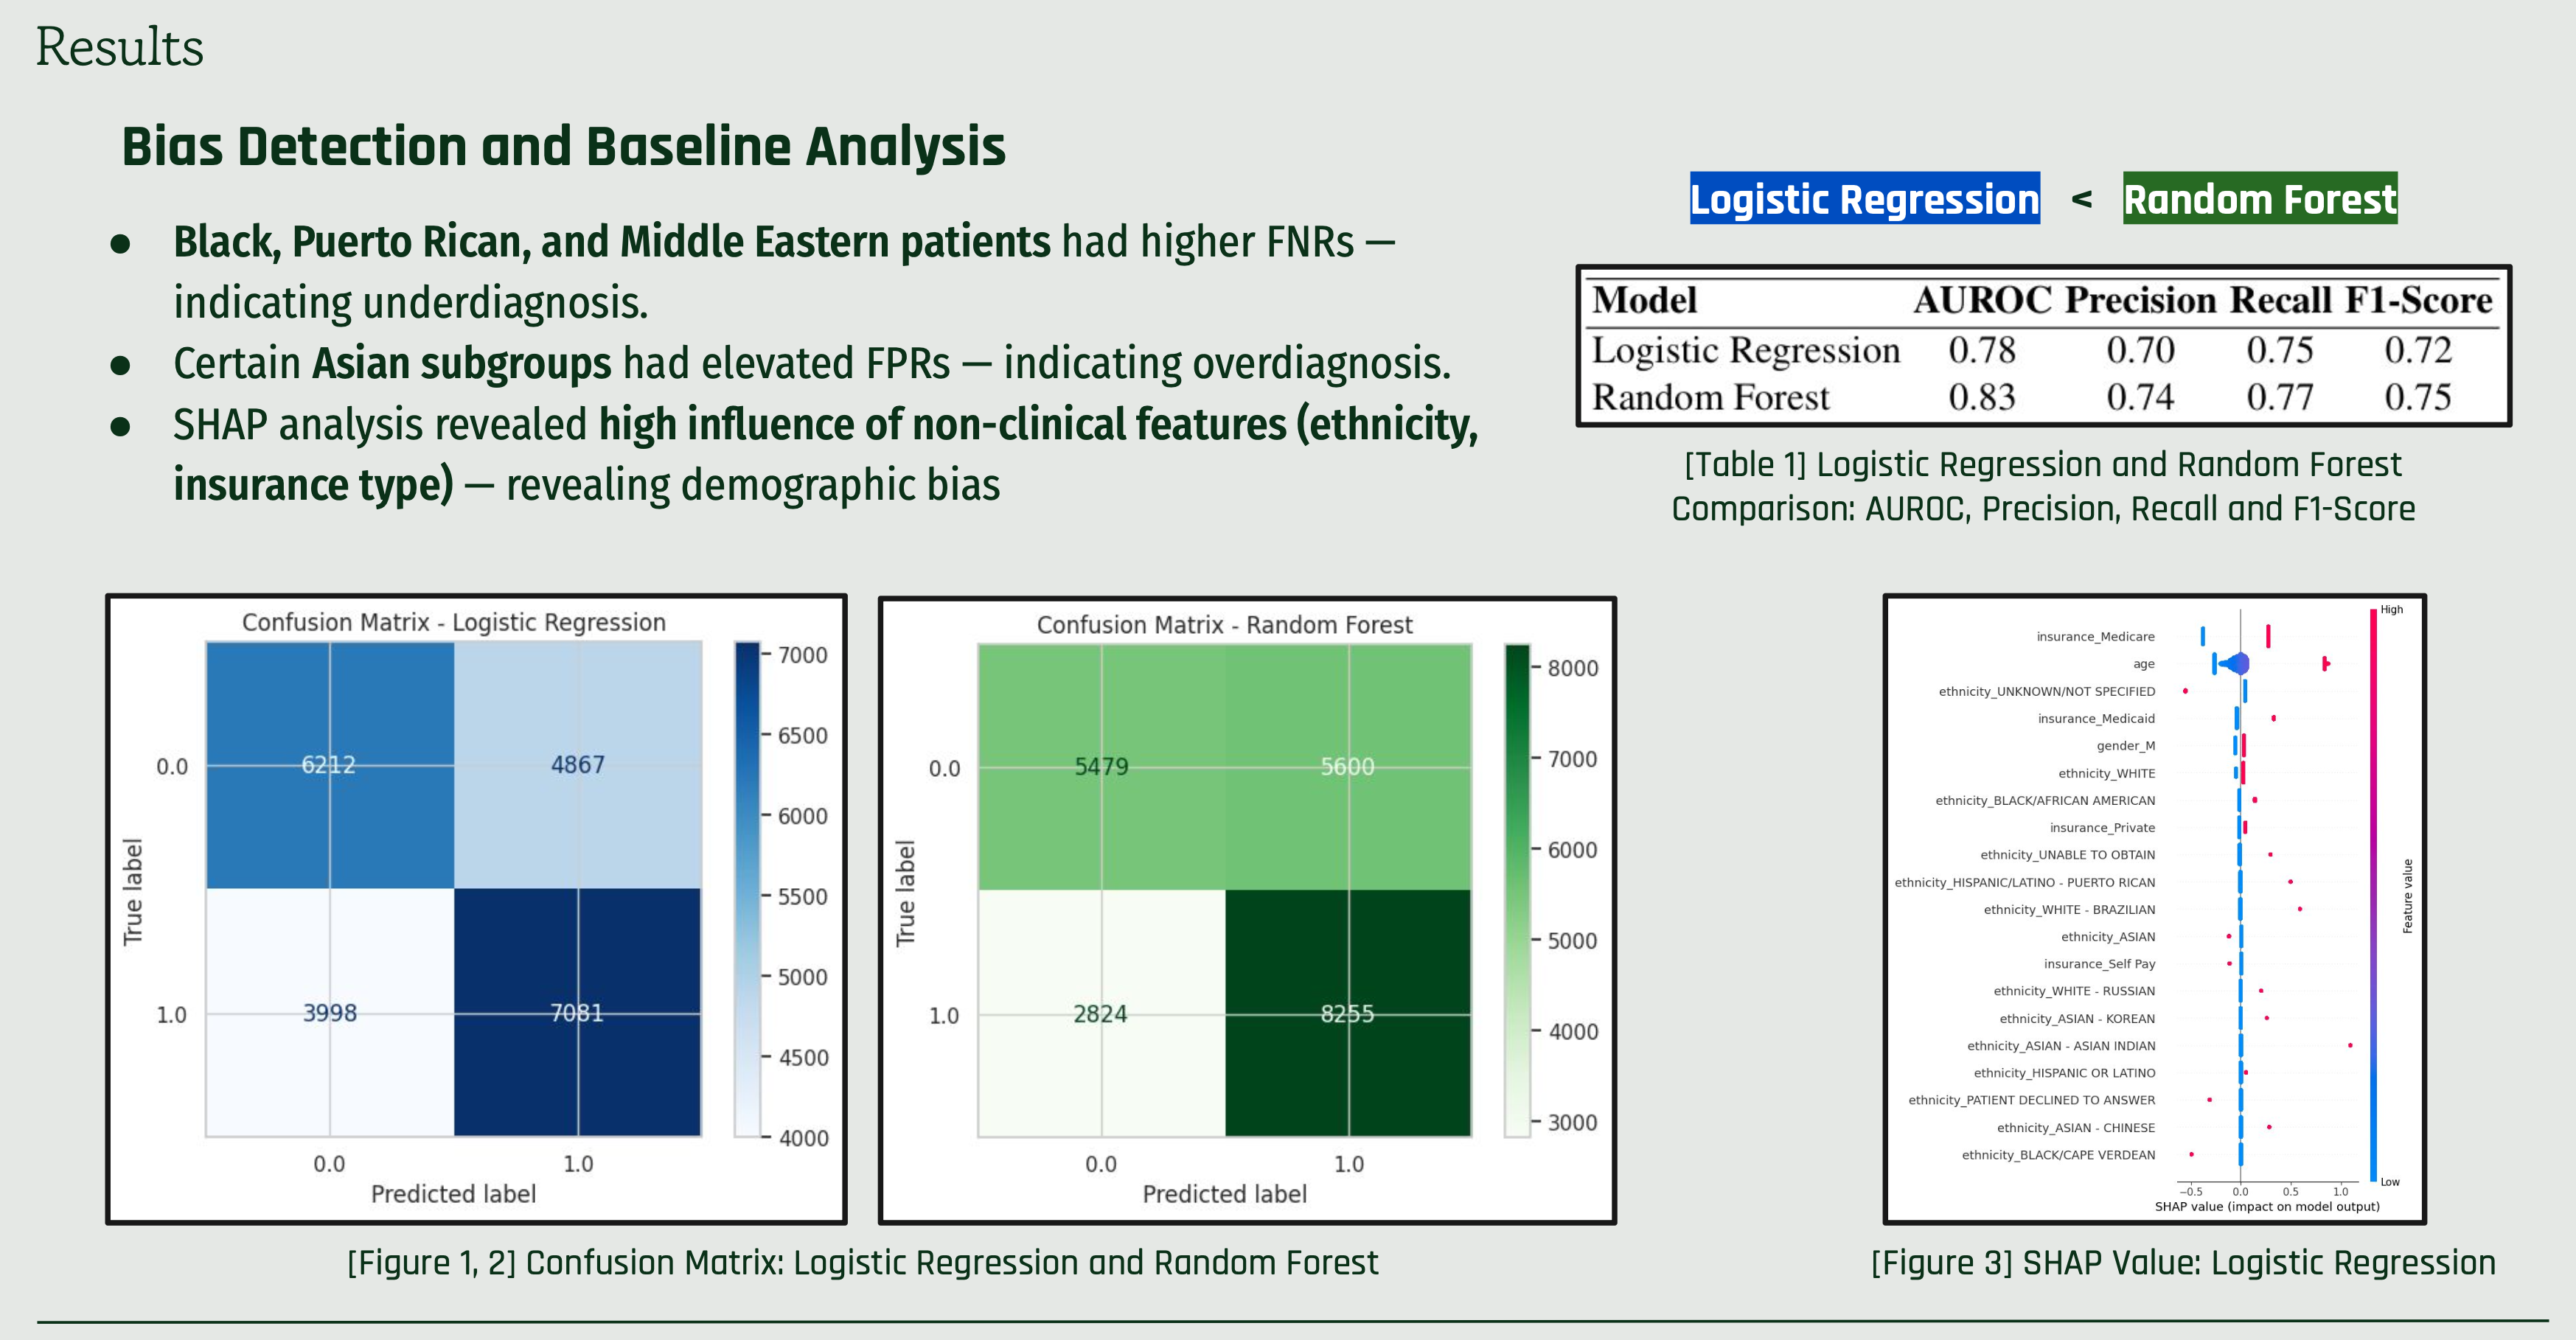 Results
Bias Detection and Baseline Analysis
● Black, Puerto Rican, and Middle Eastern patients had higher FNRs —
indicating underdiagnosis.
● Certain Asian subgroups had elevated FPRs — indicating overdiagnosis.
● SHAP analysis revealed high influence of non-clinical features (ethnicity,
insurance type) — revealing demographic bias
Logistic Regression < Random Forest
Model AUROC Precision Recall F1-Score
Logistic Regression 0.78 0.70 0.75 0.72
Random Forest 0.83 0.74 0.77 0.75
[Table 1] Logistic Regression and Random Forest
Comparison: AUROC, Precision, Recall and F1-Score
Confusion Matrix - Logistic Regression
True label
0.0
6212 4867
1.0
3998 7081
0.0 1.0
Predicted label
7000
6500
6000
5500
5000
4500
4000
Confusion Matrix - Random Forest
True label
0.0
5479 5600
1.0
2824 8255
0.0 1.0
Predicted label
8000
7000
6000
5000
4000
3000
[Figure 1, 2] Confusion Matrix: Logistic Regression and Random Forest
High
insurance_Medicare
age
ethnicity_UNKNOWN/NOT SPECIFIED
insurance_Medicaid
gender_M
ethnicity_WHITE
ethnicity_BLACK/AFRICAN AMERICAN
insurance_Private
ethnicity_UNABLE TO OBTAIN
ethnicity_HISPANIC/LATINO - PUERTO RICAN
ethnicity_WHITE - BRAZILIAN
ethnicity_ASIAN
insurance_Self Pay
ethnicity_WHITE - RUSSIAN
ethnicity_ASIAN - KOREAN
ethnicity_ASIAN - ASIAN INDIAN
ethnicity_HISPANIC OR LATINO
ethnicity_PATIENT DECLINED TO ANSWER
ethnicity_ASIAN - CHINESE
ethnicity_BLACK/CAPE VERDEAN
Feature value
Low
−0.5 0.0 0.5 1.0
SHAP value (impact on model output)
[Figure 3] SHAP Value: Logistic Regression